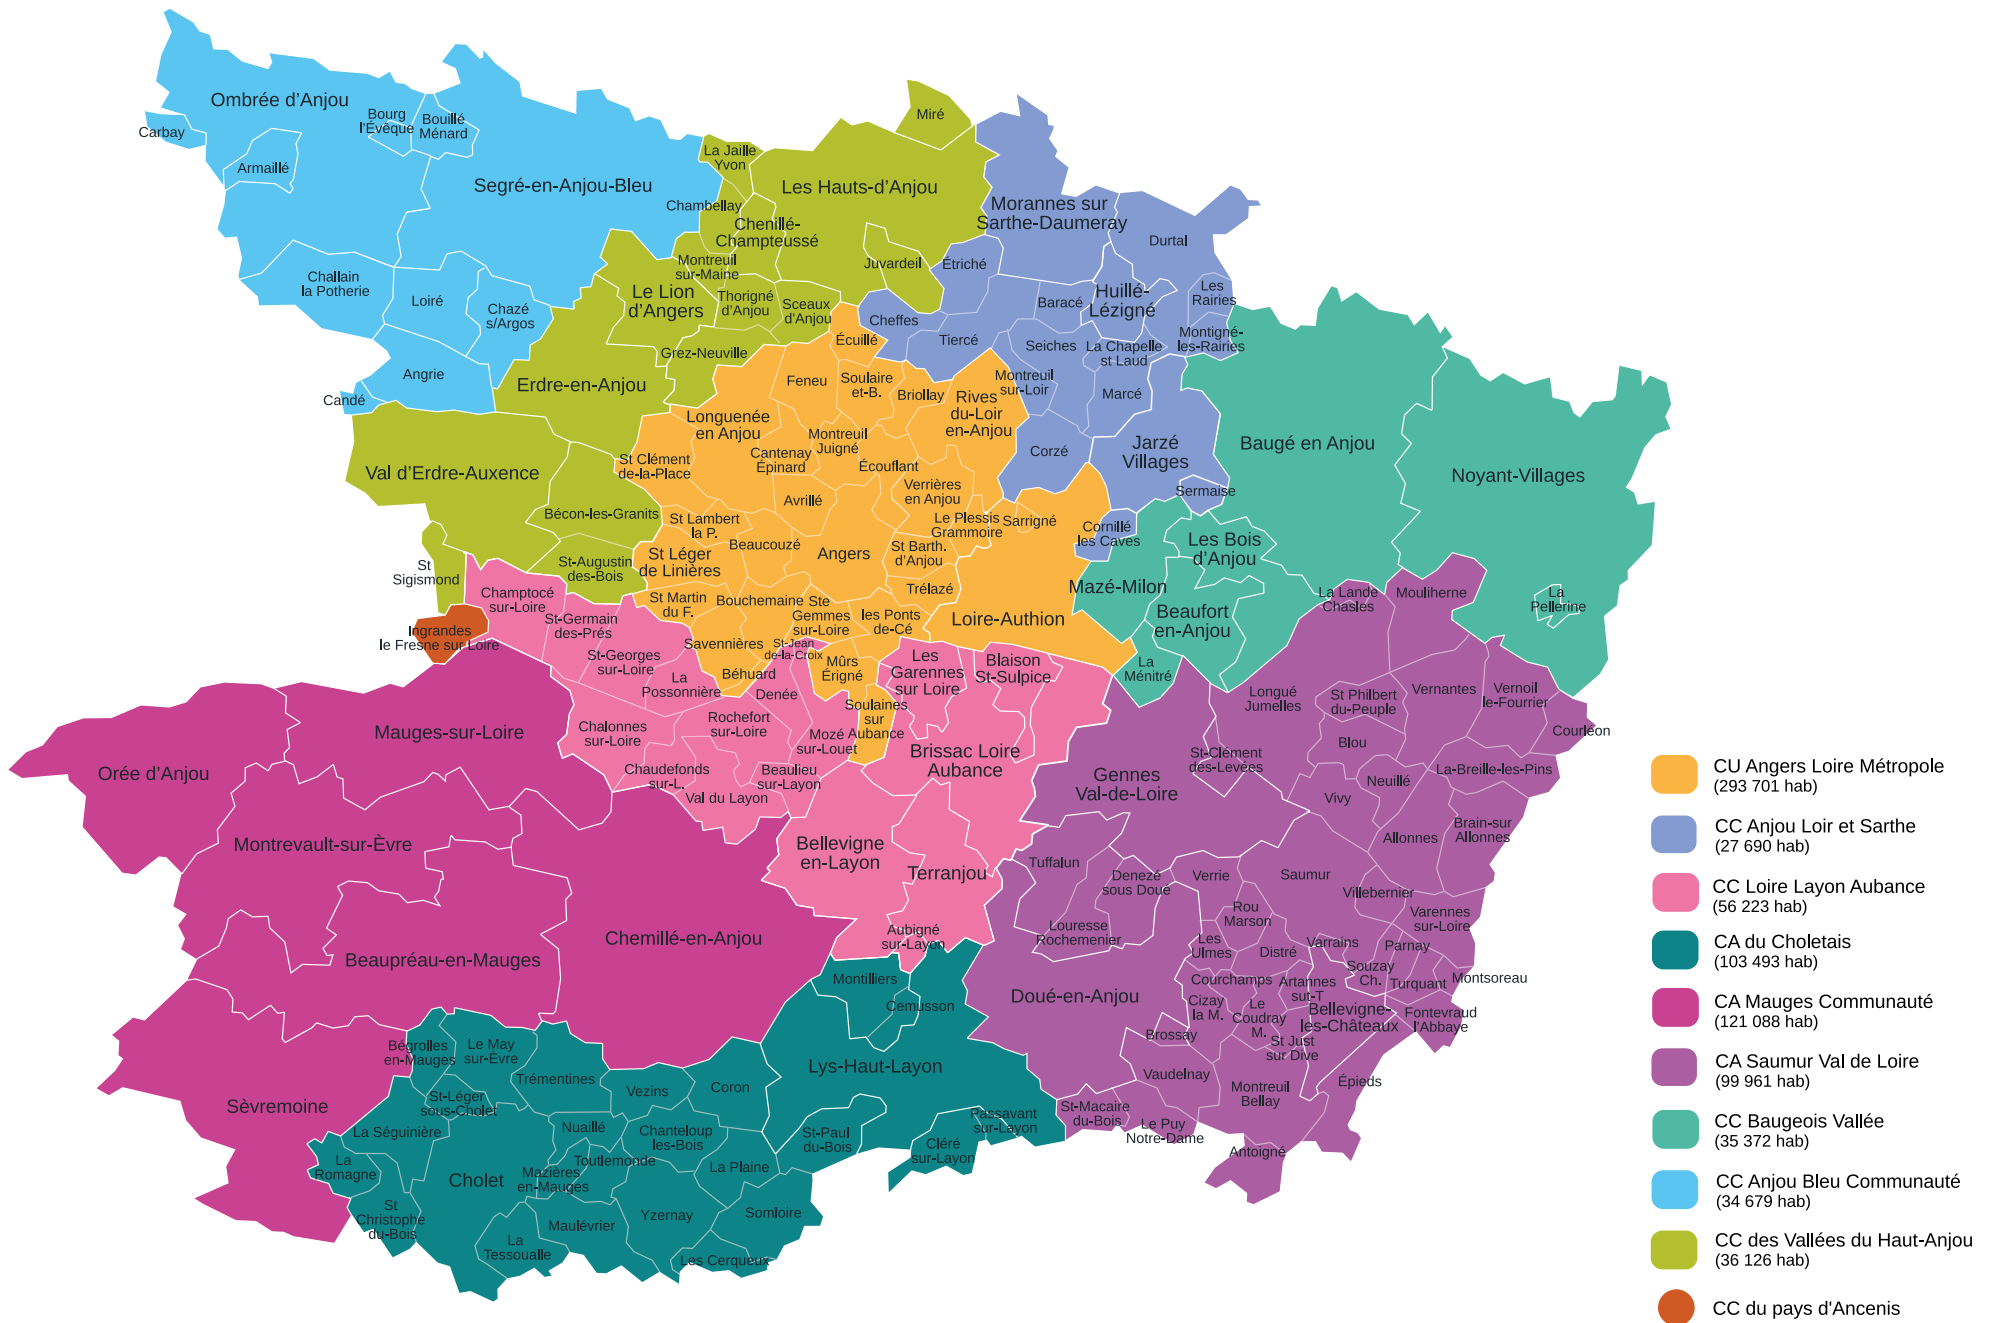 Ombrée d’Anjou
Carbay
Bourg
l’Évêque
Bouillé
Ménard
Armaillé
Segré-en-Anjou-Bleu
Challain
la Potherie
Loiré
Chazé
s/Argos
Angrie
Candé
Miré
La Jaille
Yvon
Les Hauts-d’Anjou
Chambellay
Chenillé-
Champteussé
Montreuil
sur-Maine
Juvardeil
Le Lion
d’Angers
Thorigné
d’Anjou
Sceaux
d’Anjou
Grez-Neuville
Erdre-en-Anjou
Val d’Erdre-Auxence
Bécon-les-Granits
St-Augustin
des-Bois
St
Sigismond
Ingrandes
le Fresne sur Loire
Morannes sur
Sarthe-Daumeray
Durtal
Étriché
Baracé
Huillé-
Lézigné
Les
Rairies
Cheffes
Tiercé
Seiches
La Chapelle
st Laud
Montigné-
les-Rairies
Montreuil
sur-Loir
Marcé
Corzé
Jarzé
Villages
Sermaise
Cornillé
les Caves
Écuillé
Feneu
Soulaire
et-B.
Briollay
Rives
du-Loir
en-Anjou
Longuenée
en Anjou
Montreuil
Juigné
Cantenay
Épinard
Écouflant
St Clément
de-la-Place
Avrillé
Verrières
en Anjou
St Lambert
la P.
Le Plessis
Grammoire
Sarrigné
Beaucouzé
Angers
St Barth.
d’Anjou
St Léger
de Linières
Trélazé
St Martin
du F.
Bouchemaine
Ste
Gemmes
sur-Loire
les Ponts
de-Cé
Loire-Authion
Savennières
St-Jean
de-la-Croix
Béhuard
Mûrs
Érigné
Soulaines
sur
Aubance
Baugé en Anjou
Noyant-Villages
La
Pellerine
Les Bois
d’Anjou
Mazé-Milon
Beaufort
en-Anjou
La
Ménitré
Champtocé
sur-Loire
St-Germain
des-Prés
St-Georges
sur-Loire
La
Possonnière
Denée
Chalonnes
sur-Loire
Rochefort
sur-Loire
Mozé
sur-Louet
Chaudefonds
sur-L.
Beaulieu
sur-Layon
Val du Layon
Les
Garennes
sur Loire
Blaison
St-Sulpice
Brissac Loire
Aubance
Bellevigne
en-Layon
Terranjou
Aubigné
sur-Layon
Mauges-sur-Loire
Orée d’Anjou
Montrevault-sur-Èvre
Beaupréau-en-Mauges
Chemillé-en-Anjou
Sèvremoine
La Lande
Chasles
Mouliherne
Longué
Jumelles
St Philbert
du-Peuple
Vernantes
Vernoil
le-Fourrier
Courléon
Blou
St-Clément
des-Levées
Neuillé
La-Breille-les-Pins
Gennes
Val-de-Loire
Vivy
Allonnes
Brain-sur
Allonnes
Tuffalun
Denezé
sous Doue
Verrie
Saumur
Villebernier
Rou
Marson
Varennes
sur-Loire
Louresse
Rochemenier
Les
Ulmes
Distré
Varrains
Parnay
Souzay
Ch.
Turquant
Montsoreau
Doué-en-Anjou
Courchamps
Artannes
sur-T
Cizay
la M.
Le
Coudray
M.
Bellevigne-
les-Châteaux
Fontevraud
l’Abbaye
Brossay
St Just
sur Dive
Vaudelnay
Montreuil
Bellay
Épieds
St-Macaire
du-Bois
Le Puy
Notre-Dame
Antoigné
Montilliers
Cernusson
Lys-Haut-Layon
Bégrolles
en-Mauges
Le May
sur-Èvre
Trémentines
Vezins
Coron
St-Léger
sous-Cholet
La Séguinière
Nuaillé
Chanteloup
les-Bois
St-Paul
du-Bois
Passavant
sur-Layon
Cléré
sur-Layon
La
Romagne
Cholet
Toutlemonde
Mazières
en-Mauges
La Plaine
St
Christophe
du-Bois
Maulévrier
Yzernay
Somloire
La
Tessoualle
Les Cerqueux
CU Angers Loire Métropole
(293 701 hab)
CC Anjou Loir et Sarthe
(27 690 hab)
CC Loire Layon Aubance
(56 223 hab)
CA du Choletais
(103 493 hab)
CA Mauges Communauté
(121 088 hab)
CA Saumur Val de Loire
(99 961 hab)
CC Baugeois Vallée
(35 372 hab)
CC Anjou Bleu Communauté
(34 679 hab)
CC des Vallées du Haut-Anjou
(36 126 hab)
CC du pays d'Ancenis